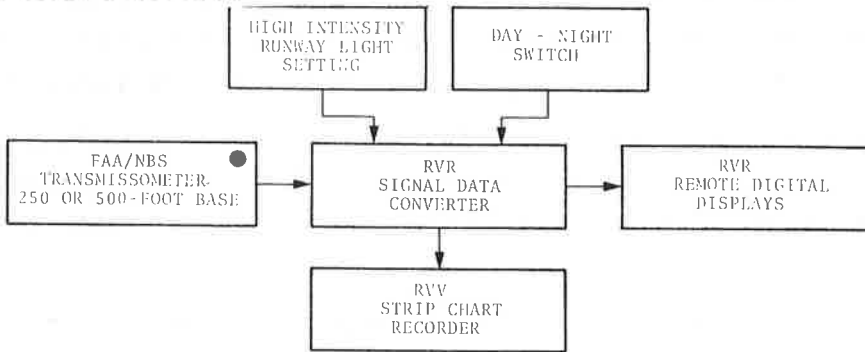 HIGH INTENSITY
RUNWAY LIGHT
SETTING
DAY - NIGHT
SWITCH
FAA/NBS
TRANSMISSOMETER-
250 OR 500-FOOT BASE
RVR
SIGNAL DATA
CONVERTER
RVR
REMOTE DIGITAL
DISPLAYS
RVV
STRIP CHART
RECORDER